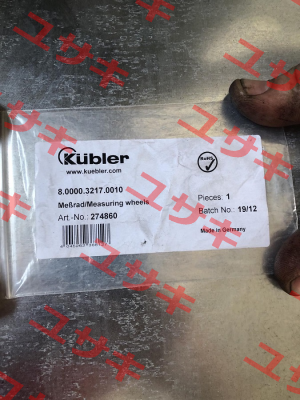 Kübler
www.kuebler.com
RoHS
8.0000.3217.0010
Meßrad/Measuring wheels
Art.-No.: 274860
Pieces: 1
Batch No.: 19/12
Made in Germany
ユサキ
ユサキ
ユサキ
ユサキ
ユサキ
ユサキ